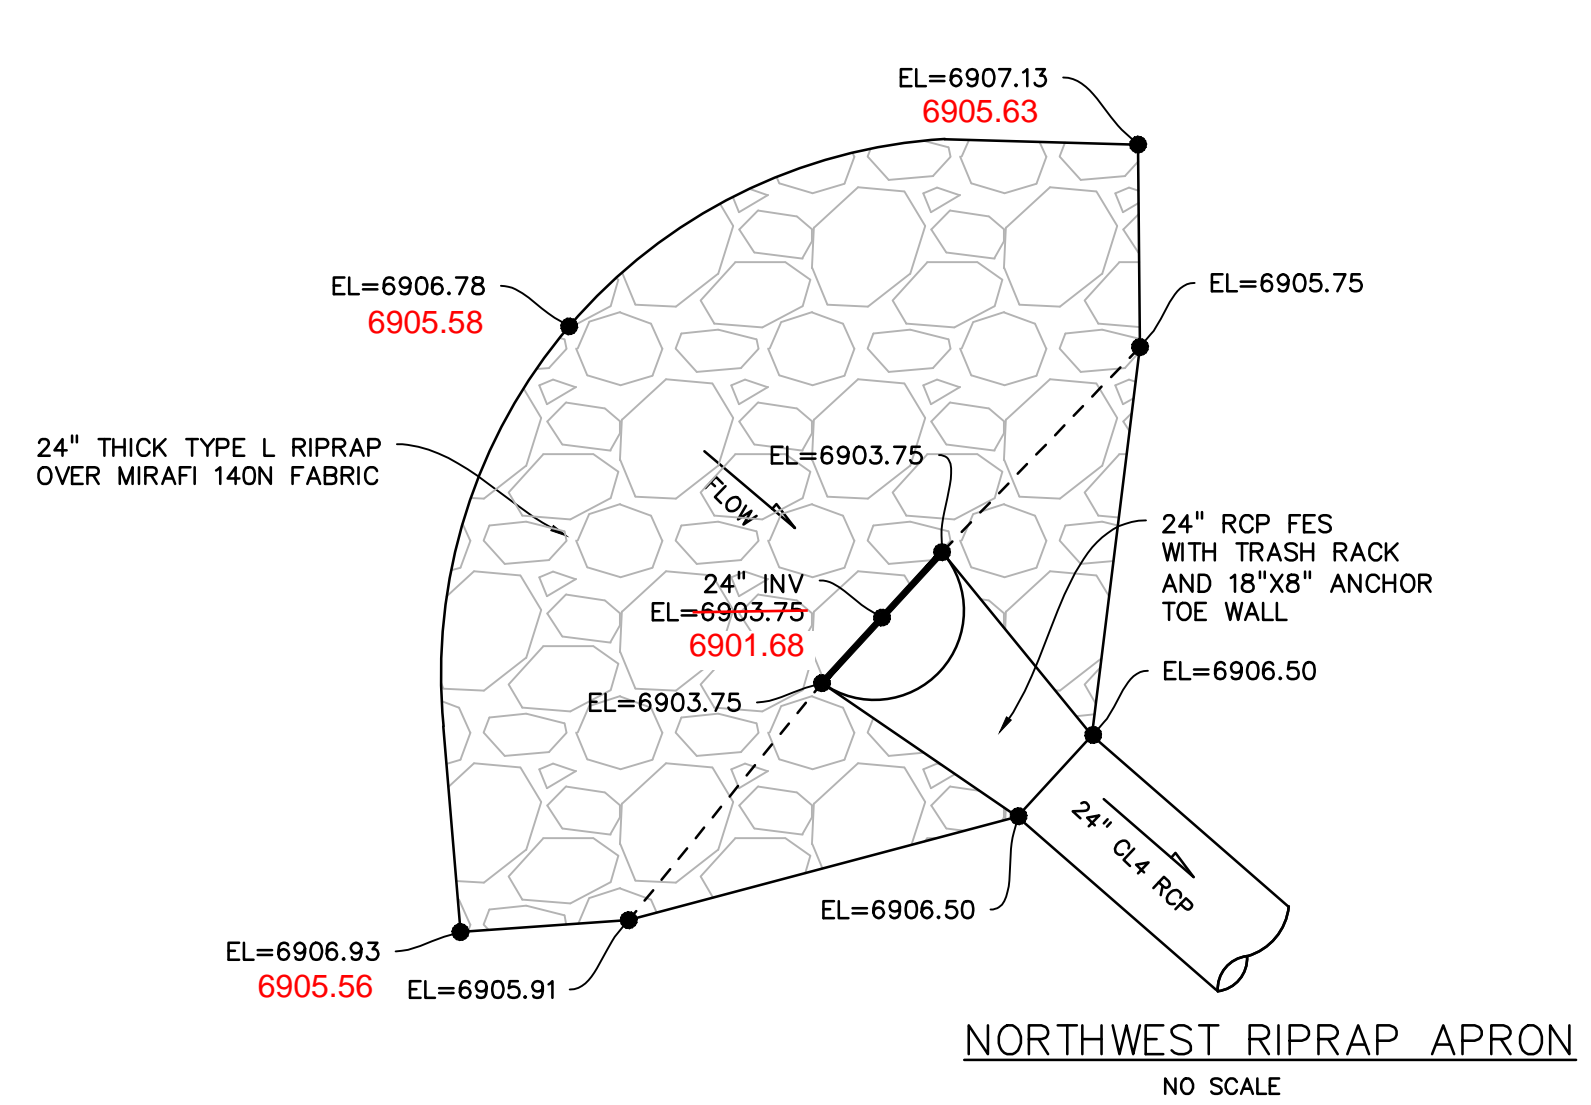 EL=6907.13
6905.63
EL=6906.78
6905.58
EL=6905.75
24" THICK TYPE L RIPRAP
OVER MIRAFI 140N FABRIC
EL=6903.75
FLOW
24" RCP FES
WITH TRASH RACK
AND 18"X8" ANCHOR
TOE WALL
24" INV
EL=6903.75
6901.68
EL=6903.75
EL=6906.50
24" CL4 RCP
EL=6906.50
EL=6906.93
6905.56
EL=6905.91
NORTHWEST RIPRAP APRON
NO SCALE